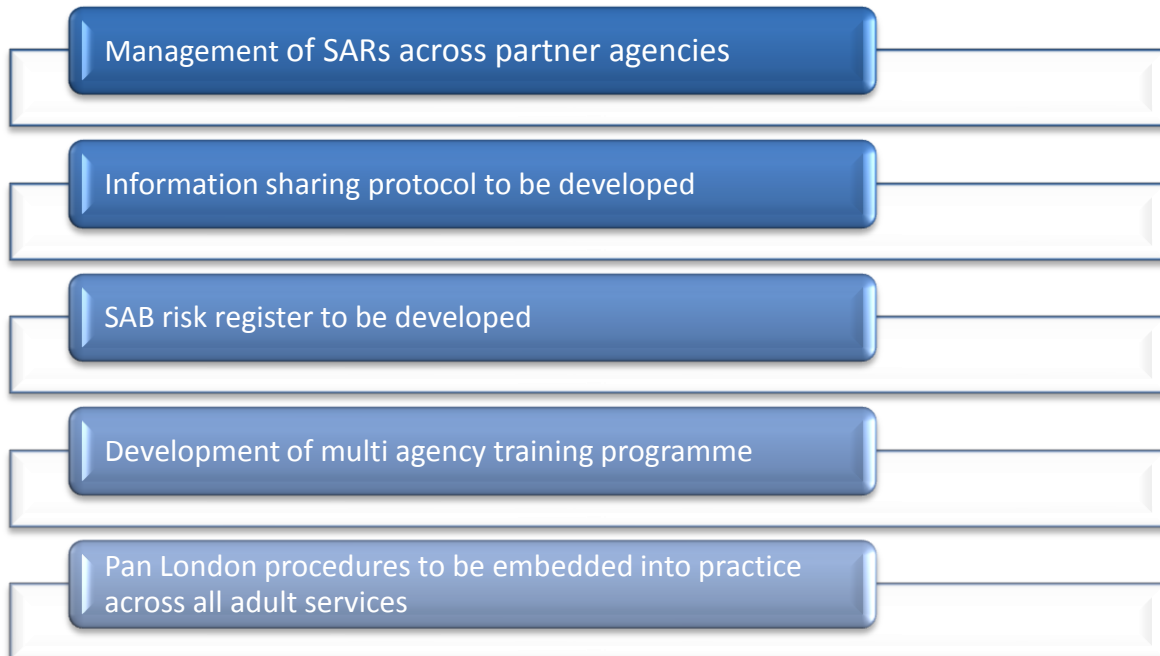 Management of SARs across partner agencies
Information sharing protocol to be developed
SAB risk register to be developed
Development of multi agency training programme
Pan London procedures to be embedded into practice
across all adult services